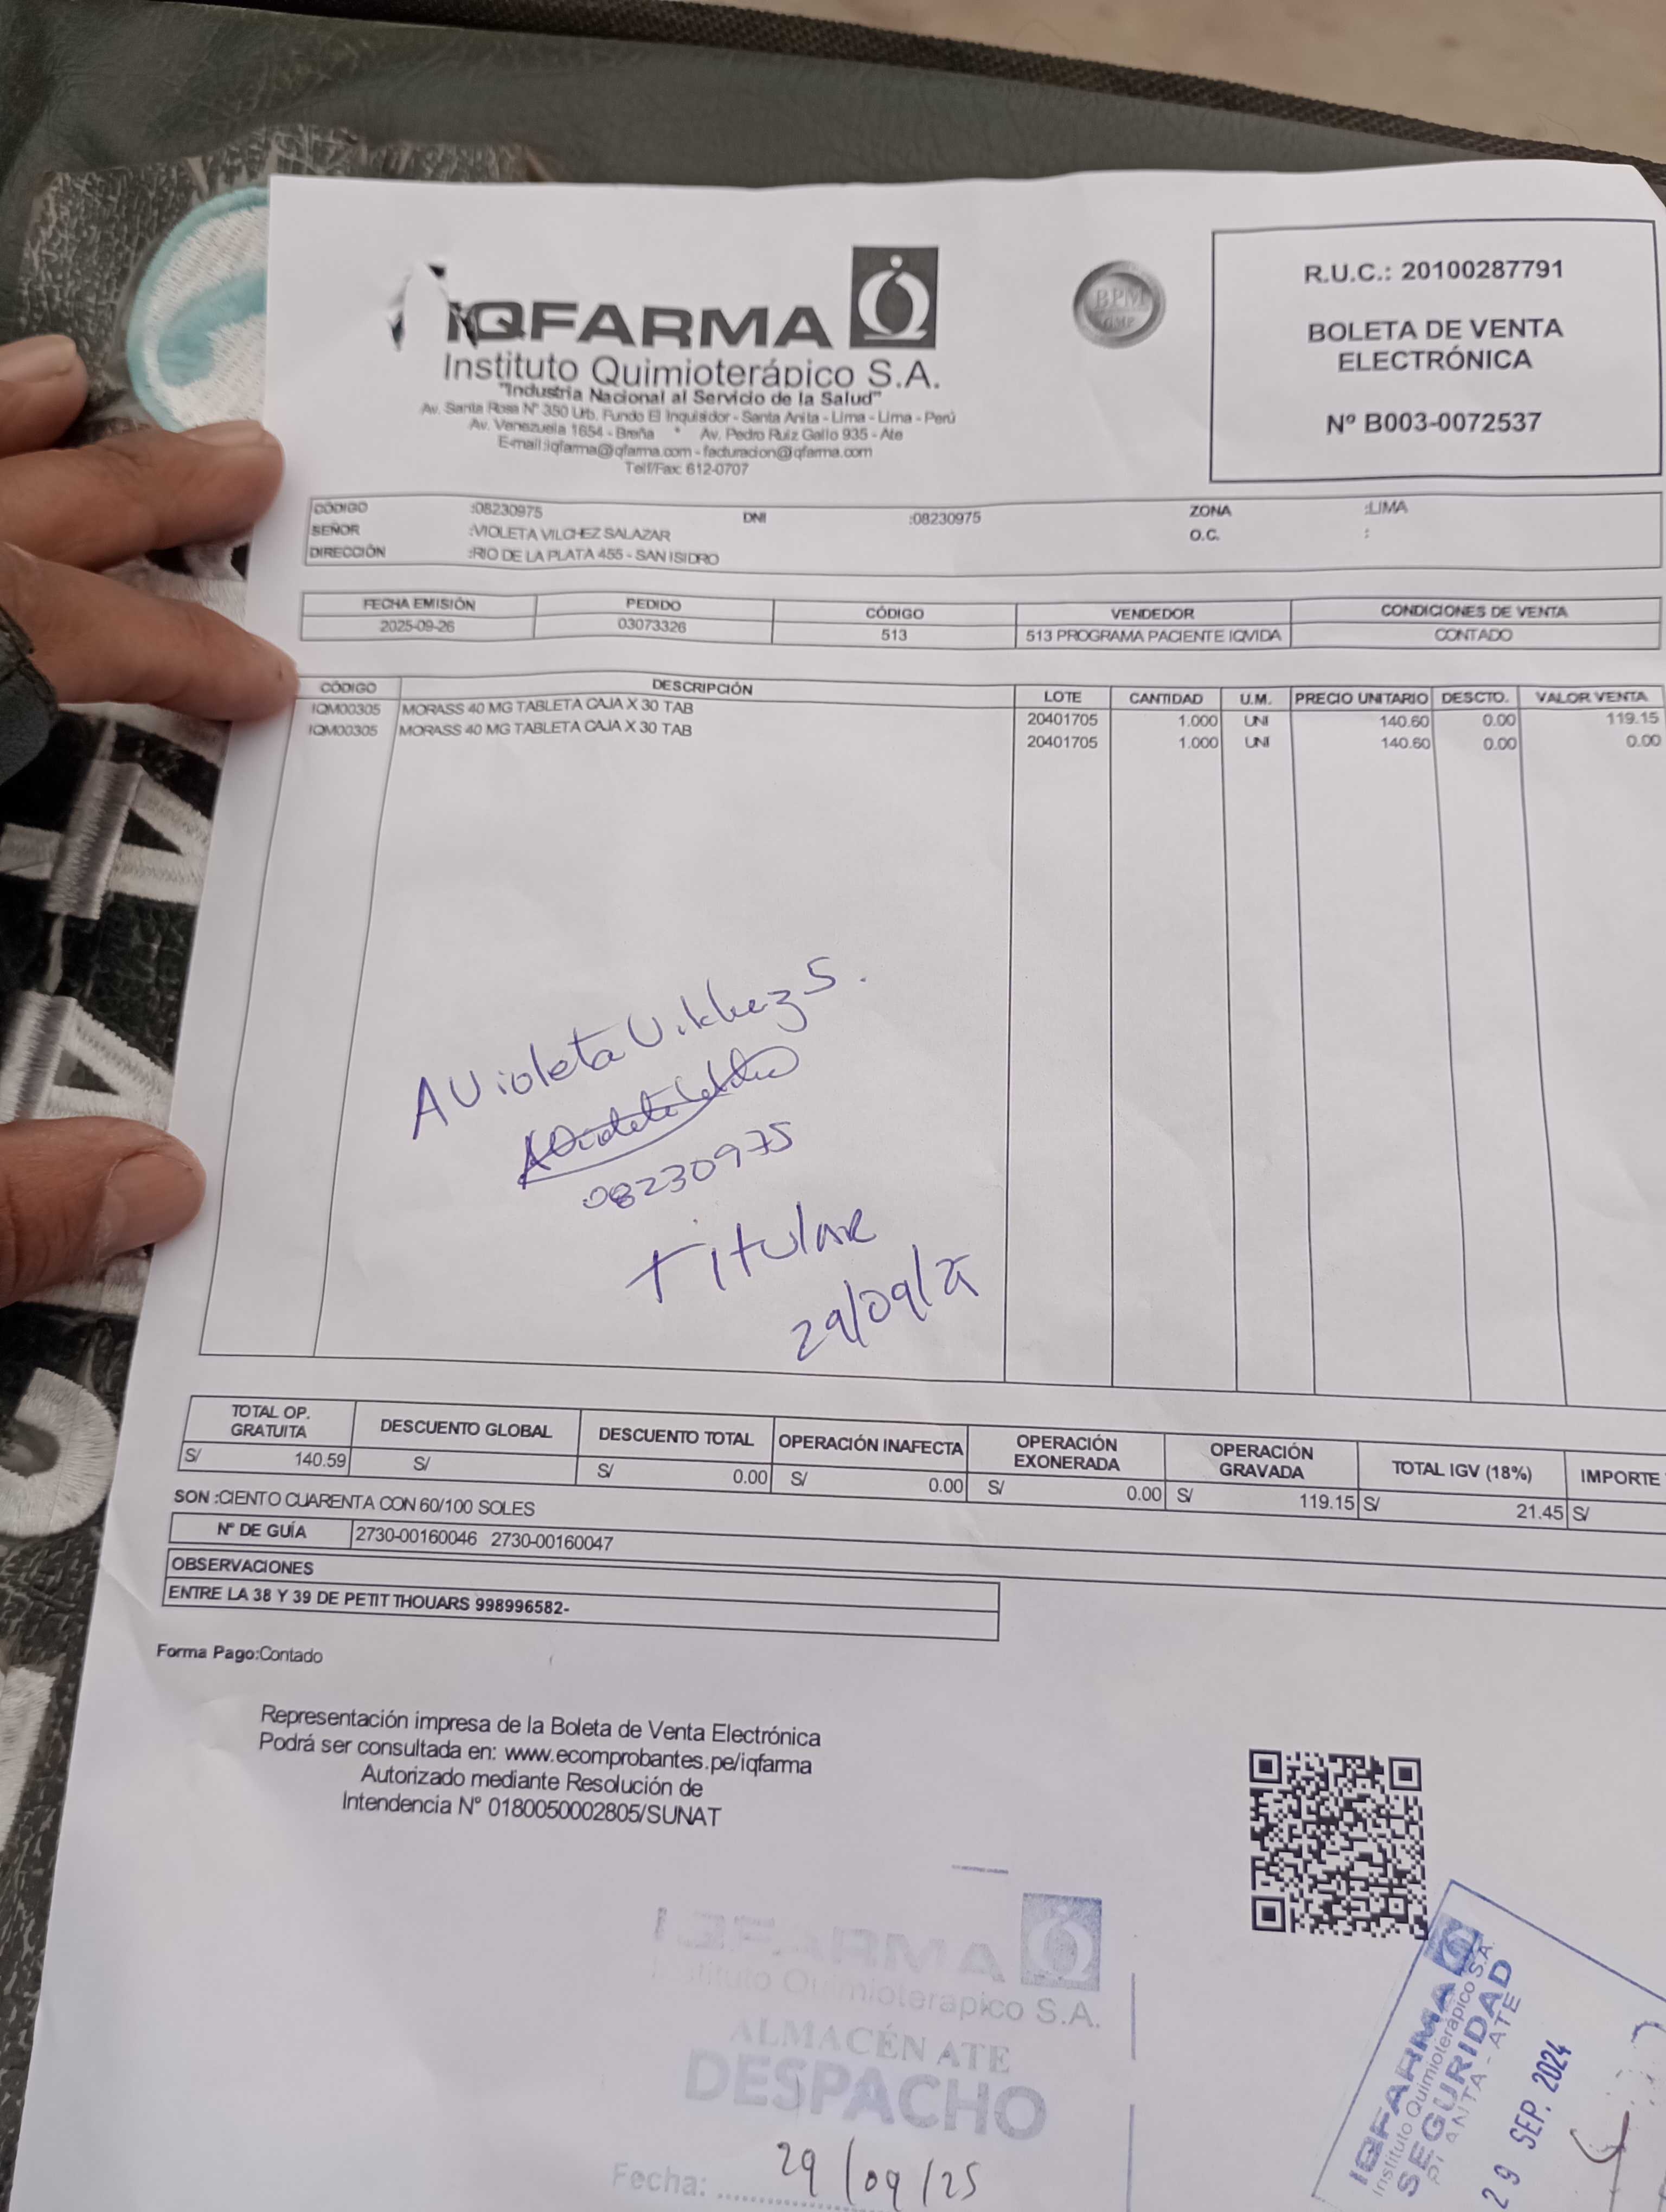 IQFARMA
Instituto Quimioterápico S.A.
"Industria Nacional al Servicio de la Salud"
Av. Santa Rosa N° 350 Urb. Fundo El Inquisidor - Santa Anita - Lima - Lima - Perú
Av. Venezuela 1654 - Breña * Av. Pedro Ruiz Gallo 935 - Ate
E-mail:iqfarma@iqfarma.com - facturacion@iqfarma.com
Telf/Fax: 612-0707
BPM
GMP
R.U.C.: 20100287791
BOLETA DE VENTA
ELECTRÓNICA
Nº B003-0072537
CÓDIGO :08230975 DNI :08230975 ZONA :LIMA
SEÑOR :VIOLETA VILCHEZ SALAZAR O.C. :
DIRECCIÓN :RIO DE LA PLATA 455 - SAN ISIDRO
FECHA EMISIÓN PEDIDO CÓDIGO VENDEDOR CONDICIONES DE VENTA
2025-09-26 03073326 513 513 PROGRAMA PACIENTE IQVIDA CONTADO
CÓDIGO DESCRIPCIÓN LOTE CANTIDAD U.M. PRECIO UNITARIO DESCTO. VALOR VENTA
IQM00305 MORASS 40 MG TABLETA CAJA X 30 TAB 20401705 1.000 UNI 140.60 0.00 119.15
IQM00305 MORASS 40 MG TABLETA CAJA X 30 TAB 20401705 1.000 UNI 140.60 0.00 0.00
AVioleta Vilchez S.
08230975
Titular
29/09/25
TOTAL OP. GRATUITA DESCUENTO GLOBAL DESCUENTO TOTAL OPERACIÓN INAFECTA OPERACIÓN EXONERADA OPERACIÓN GRAVADA TOTAL IGV (18%) IMPORTE
S/ 140.59 S/ S/ 0.00 S/ 0.00 S/ 0.00 S/ 119.15 S/ 21.45 S/
SON :CIENTO CUARENTA CON 60/100 SOLES
N° DE GUÍA 2730-00160046 2730-00160047
OBSERVACIONES
ENTRE LA 38 Y 39 DE PETIT THOUARS 998996582-
Forma Pago:Contado
Representación impresa de la Boleta de Venta Electrónica
Podrá ser consultada en: www.ecomprobantes.pe/iqfarma
Autorizado mediante Resolución de
Intendencia N° 0180050002805/SUNAT
IQFARMA
Instituto Quimioterapico S.A.
ALMACÉN ATE
DESPACHO
Fecha: 29/09/25
IQFARMA
Instituto Quimioterápico S.A.
SEGURIDAD
PLANTA - ATE
29 SEP. 2024